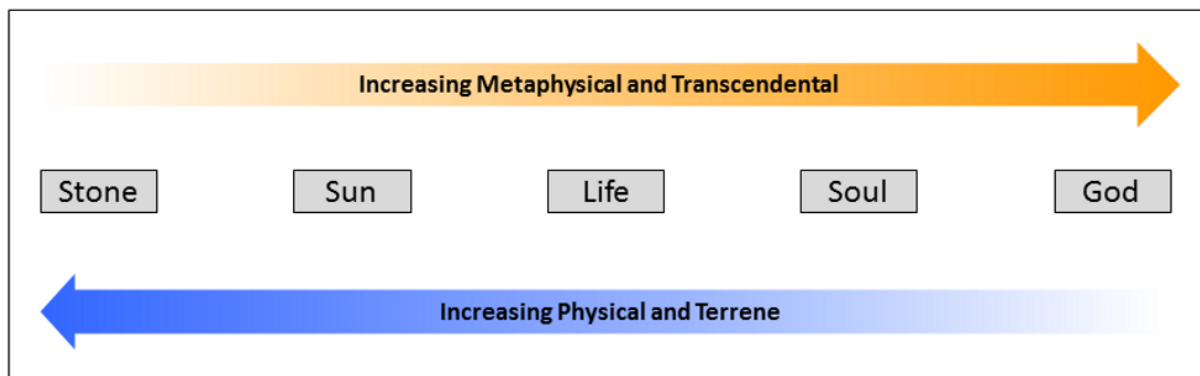 Increasing Metaphysical and Transcendental
Stone Sun Life Soul God
Increasing Physical and Terrene